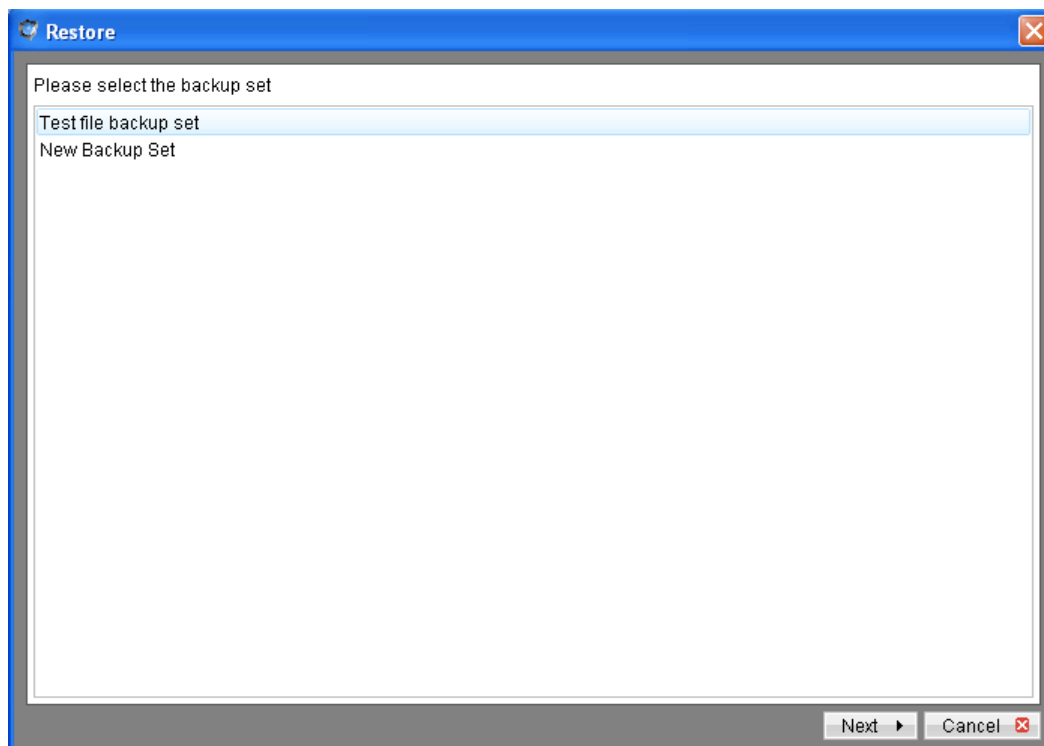 Restore
Please select the backup set
Test file backup set
New Backup Set
Next
Cancel